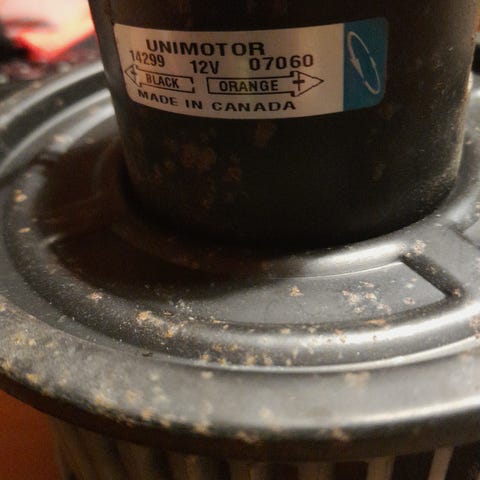 UNIMOTOR
14299 12V 07060
- BLACK ORANGE +
MADE IN CANADA